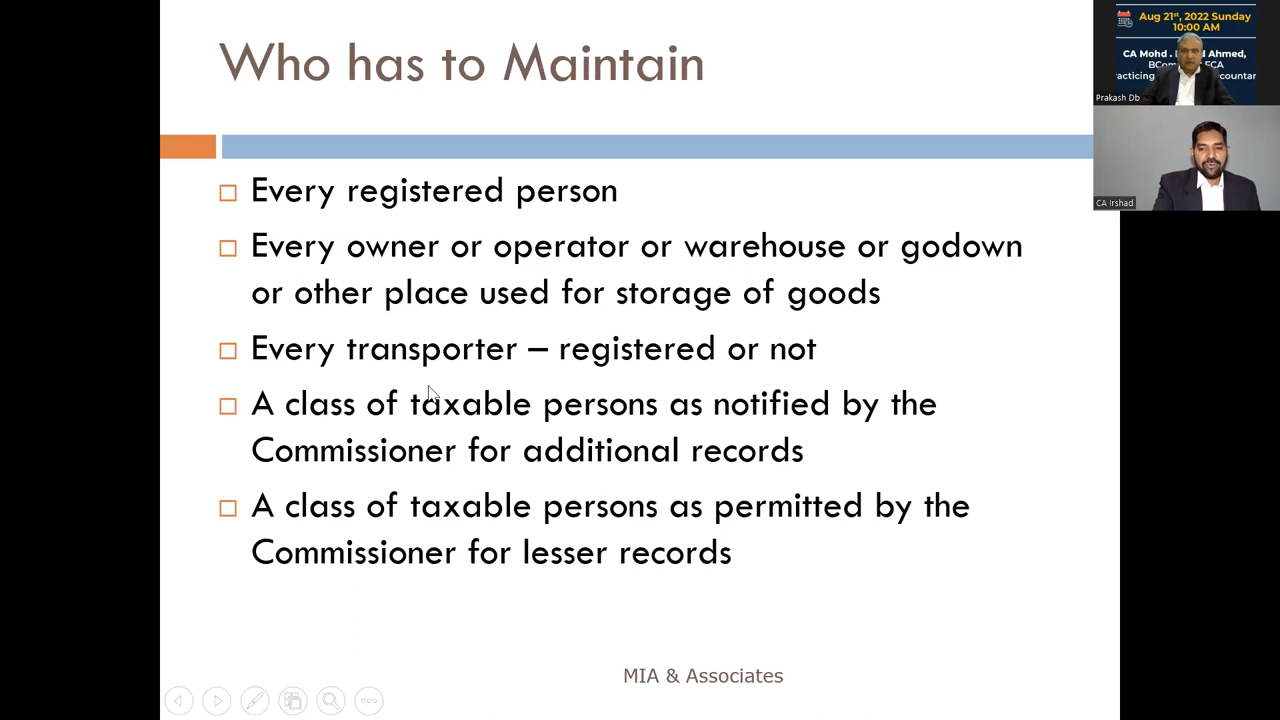 Who has to Maintain
Every registered person
Every owner or operator or warehouse or godown
or other place used for storage of goods
Every transporter – registered or not
A class of taxable persons as notified by the
Commissioner for additional records
A class of taxable persons as permitted by the
Commissioner for lesser records
MIA & Associates
Aug 21st, 2022 Sunday
10:00 AM
CA Mohd . Ahmed,
Prakash Db
CA Irshad